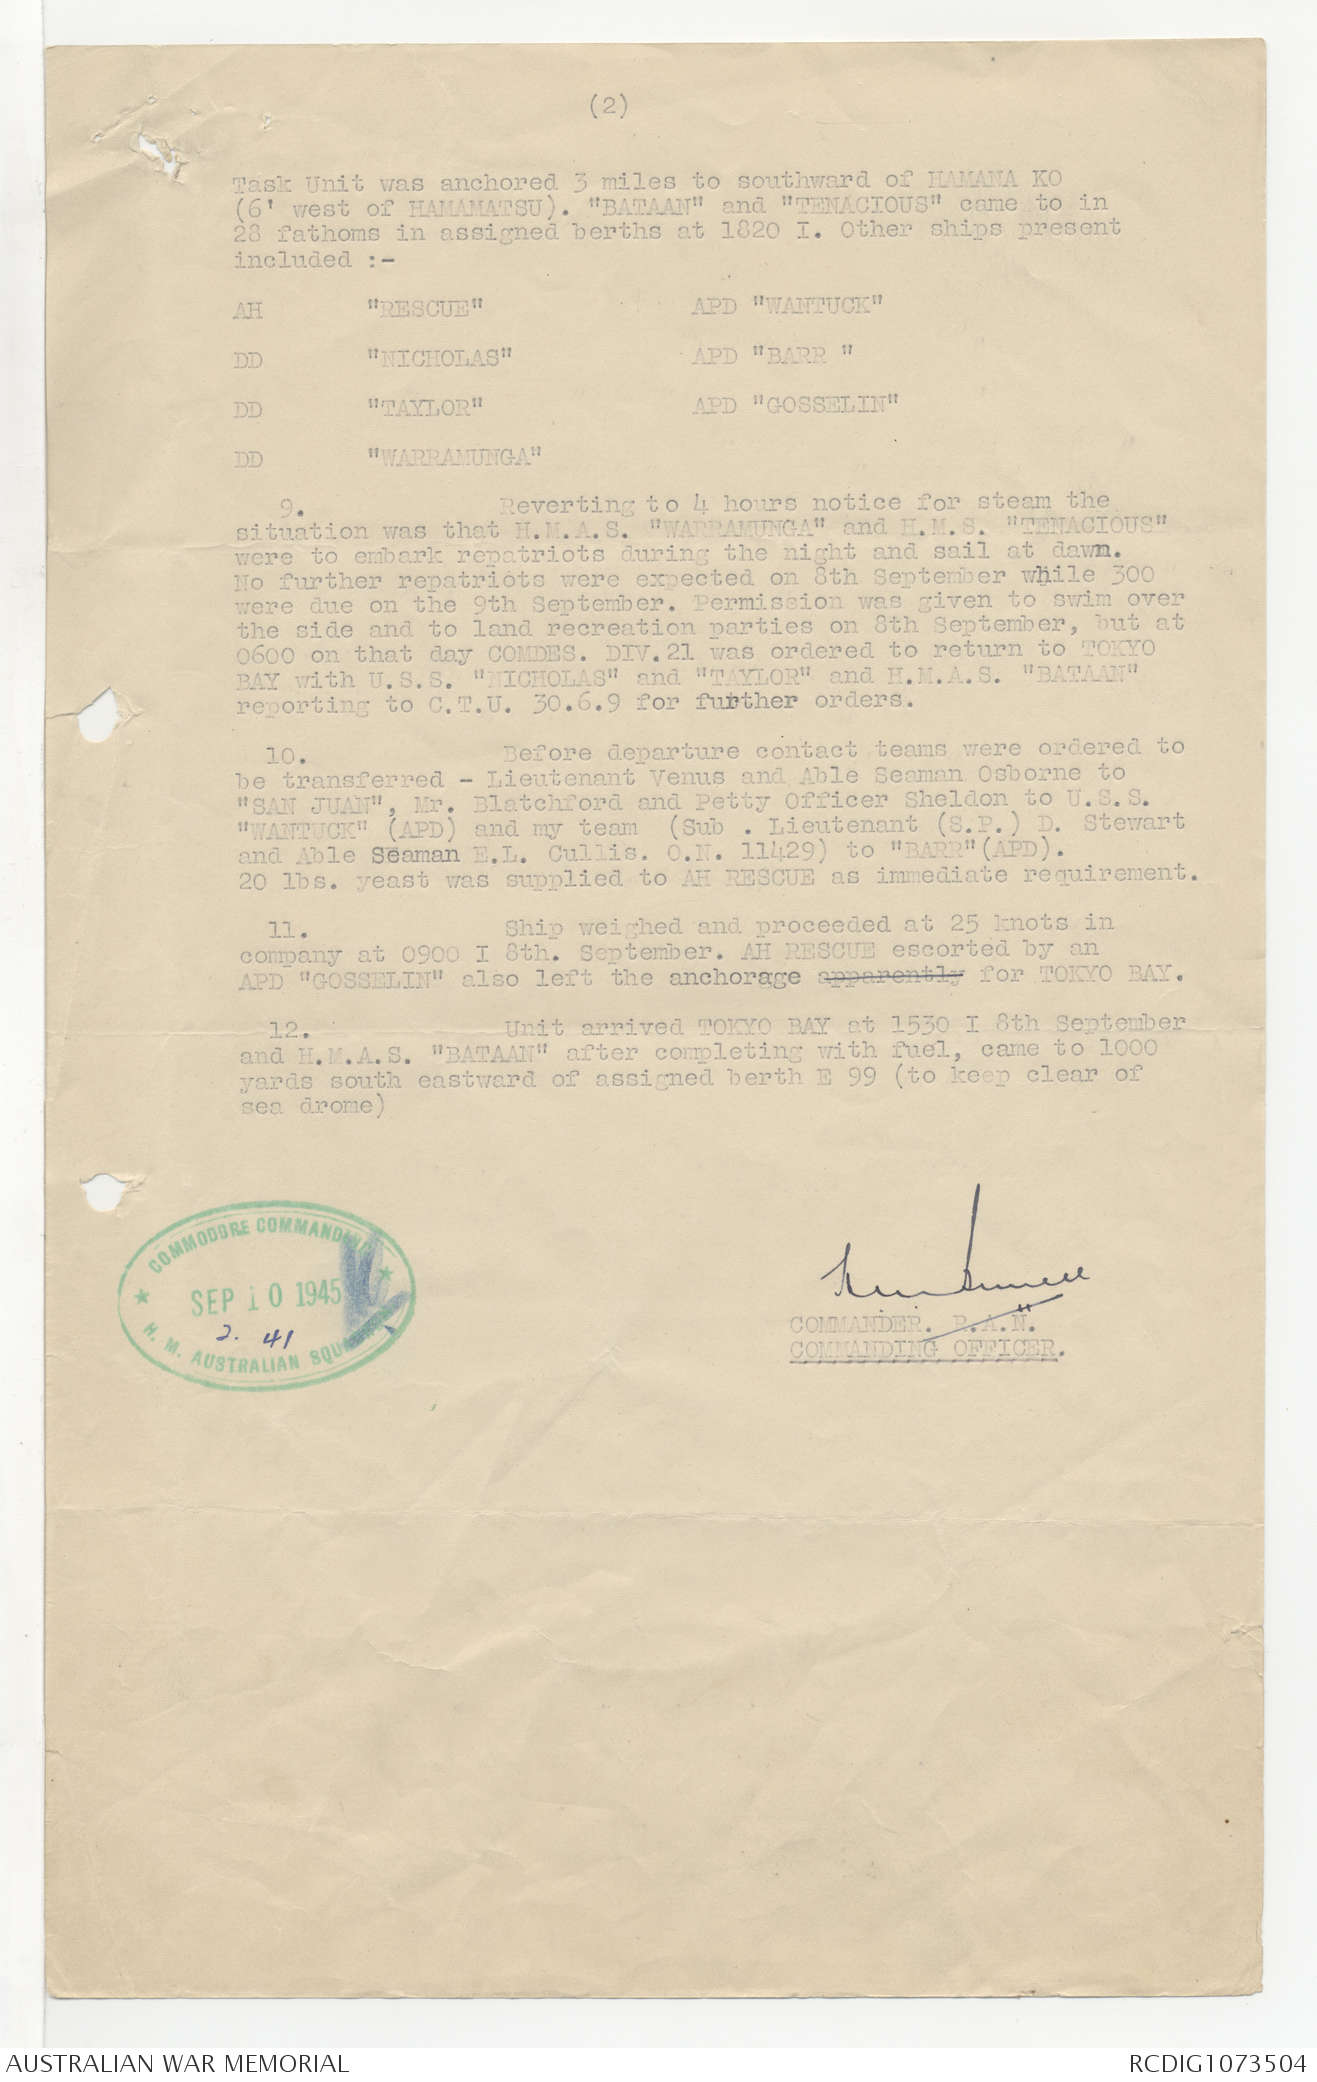 (2)
Task Unit was anchored 3 miles to southward of HAMANA KO
(6' west of HAMAMATSU). "BATAAN" and "TENACIOUS" came to in
28 fathoms in assigned berths at 1820 I. Other ships present
included :-
AH "RESCUE" APD "WANTUCK"
DD "NICHOLAS" APD "BARR "
DD "TAYLOR" APD "GOSSELIN"
DD "WARRAMUNGA"
9. Reverting to 4 hours notice for steam the
situation was that H.M.A.S. "WARRAMUNGA" and H.M.S. "TENACIOUS"
were to embark repatriots during the night and sail at dawn.
No further repatriots were expected on 8th September while 300
were due on the 9th September. Permission was given to swim over
the side and to land recreation parties on 8th September, but at
0600 on that day COMDES. DIV.21 was ordered to return to TOKYO
BAY with U.S.S. "NICHOLAS" and "TAYLOR" and H.M.A.S. "BATAAN"
reporting to C.T.U. 30.6.9 for further orders.
10. Before departure contact teams were ordered to
be transferred - Lieutenant Venus and Able Seaman Osborne to
"SAN JUAN", Mr. Blatchford and Petty Officer Sheldon to U.S.S.
"WANTUCK" (APD) and my team (Sub . Lieutenant (S.P.) D. Stewart
and Able Seaman E.L. Cullis. O.N. 11429) to "BARR"(APD).
20 lbs. yeast was supplied to AH RESCUE as immediate requirement.
11. Ship weighed and proceeded at 25 knots in
company at 0900 I 8th. September. AH RESCUE escorted by an
APD "GOSSELIN" also left the anchorage apparently for TOKYO BAY.
12. Unit arrived TOKYO BAY at 1530 I 8th September
and H.M.A.S. "BATAAN" after completing with fuel, came to 1000
yards south eastward of assigned berth E 99 (to keep clear of
sea drome)
COMMODORE COMMANDING
SEP 10 1945
2. 41
H. M. AUSTRALIAN SQUADRON
COMMANDER. R.A.N.
COMMANDING OFFICER.
AUSTRALIAN WAR MEMORIAL RCDIG1073504